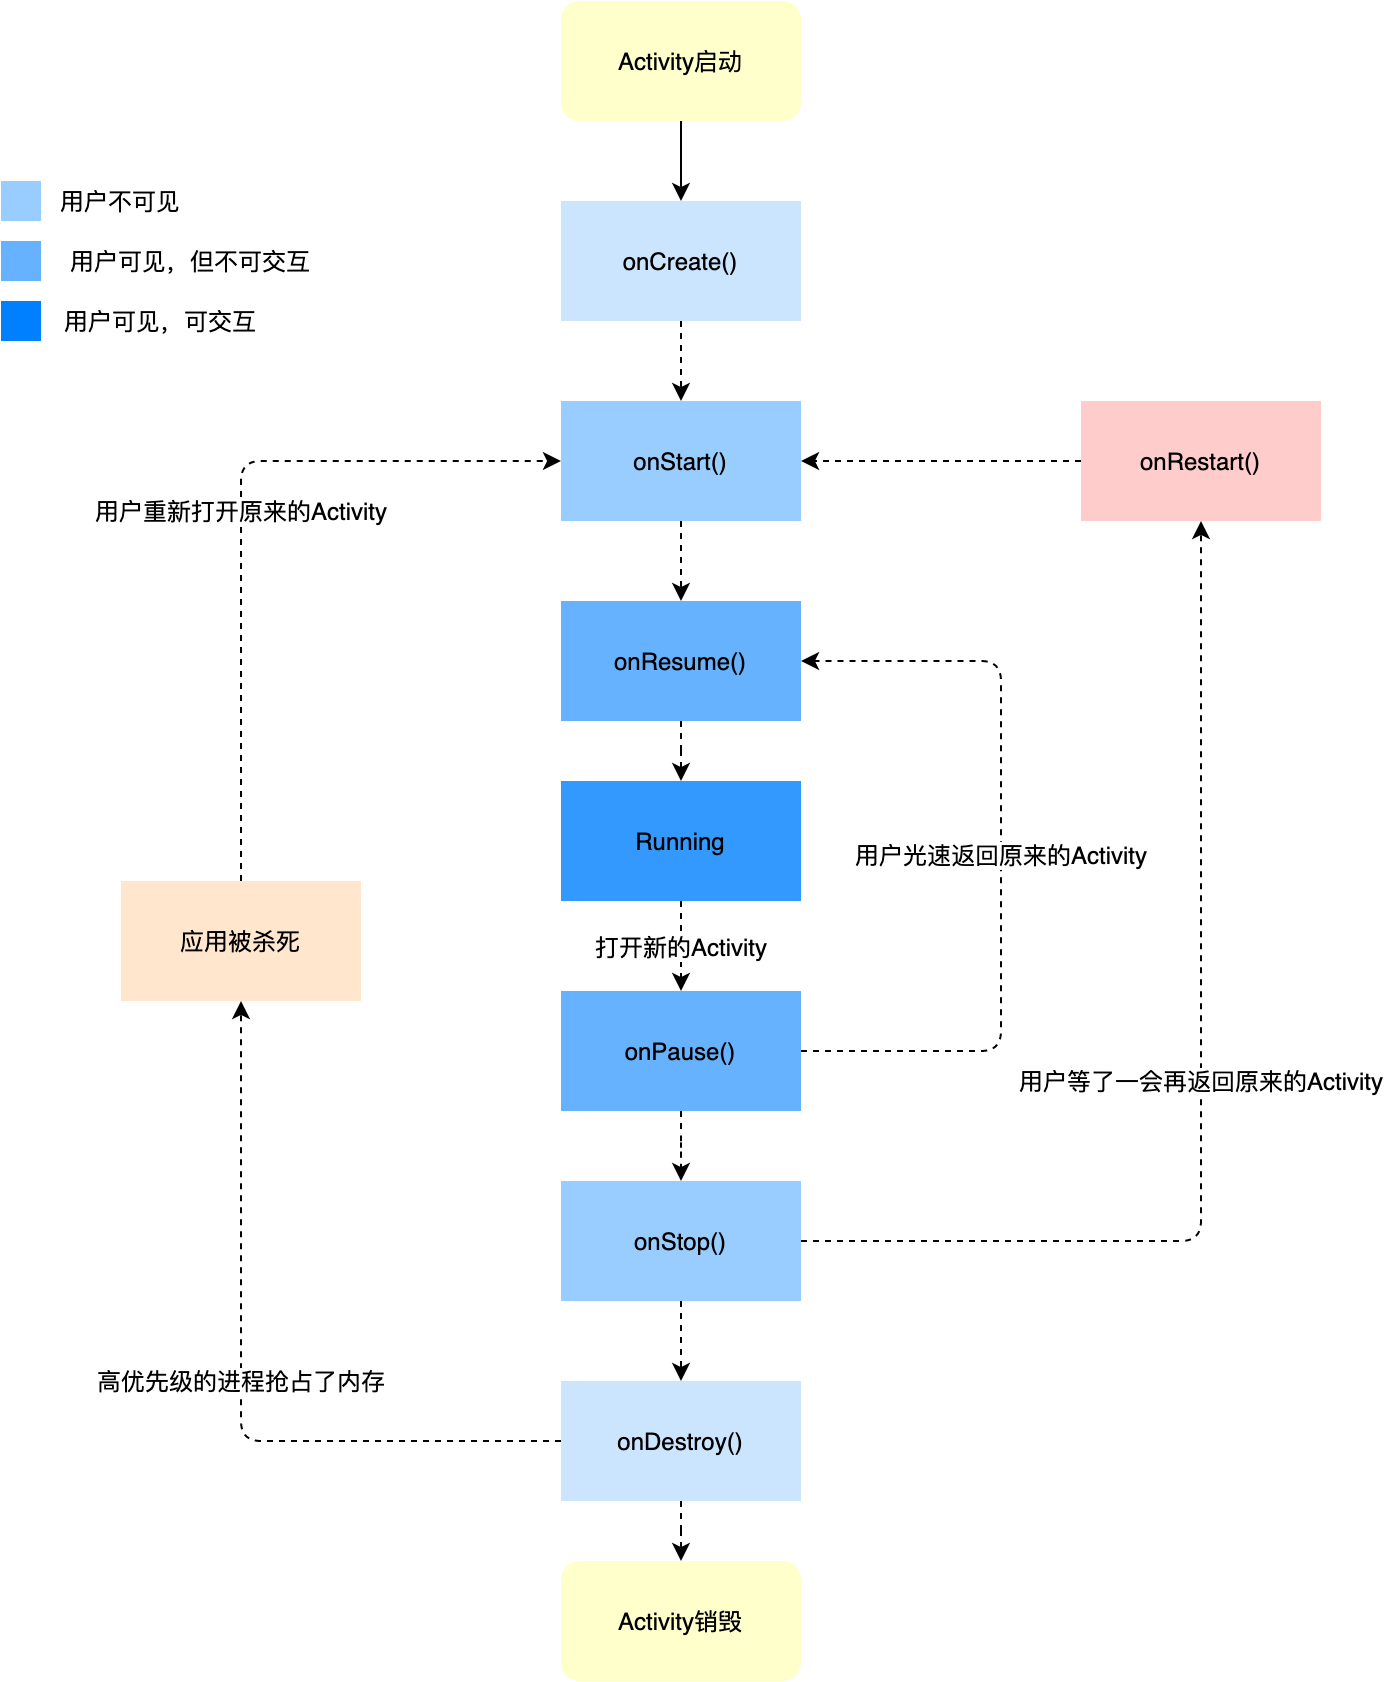 Activity启动
用户不可见
用户可见，但不可交互
用户可见，可交互
onCreate()
onStart()
onRestart()
用户重新打开原来的Activity
onResume()
Running
用户光速返回原来的Activity
应用被杀死
打开新的Activity
onPause()
用户等了一会再返回原来的Activity
onStop()
高优先级的进程抢占了内存
onDestroy()
Activity销毁